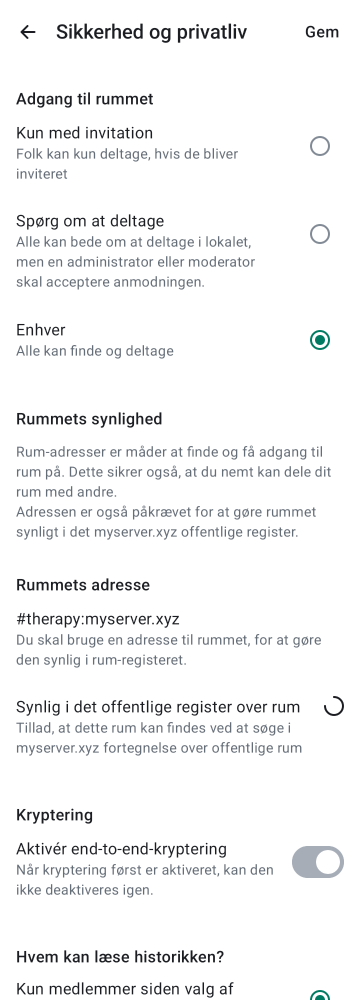 Sikkerhed og privatliv
Gem
Adgang til rummet
Kun med invitation
Folk kan kun deltage, hvis de bliver
inviteret
Spørg om at deltage
Alle kan bede om at deltage i lokalet,
men en administrator eller moderator
skal acceptere anmodningen.
Enhver
Alle kan finde og deltage
Rummets synlighed
Rum-adresser er måder at finde og få adgang til
rum på. Dette sikrer også, at du nemt kan dele dit
rum med andre.
Adressen er også påkrævet for at gøre rummet
synligt i det myserver.xyz offentlige register.
Rummets adresse
#therapy:myserver.xyz
Du skal bruge en adresse til rummet, for at gøre
den synlig i rum-registeret.
Synlig i det offentlige register over rum
Tillad, at dette rum kan findes ved at søge i
myserver.xyz fortegnelse over offentlige rum
Kryptering
Aktivér end-to-end-kryptering
Når kryptering først er aktiveret, kan den
ikke deaktiveres igen.
Hvem kan læse historikken?
Kun medlemmer siden valg af